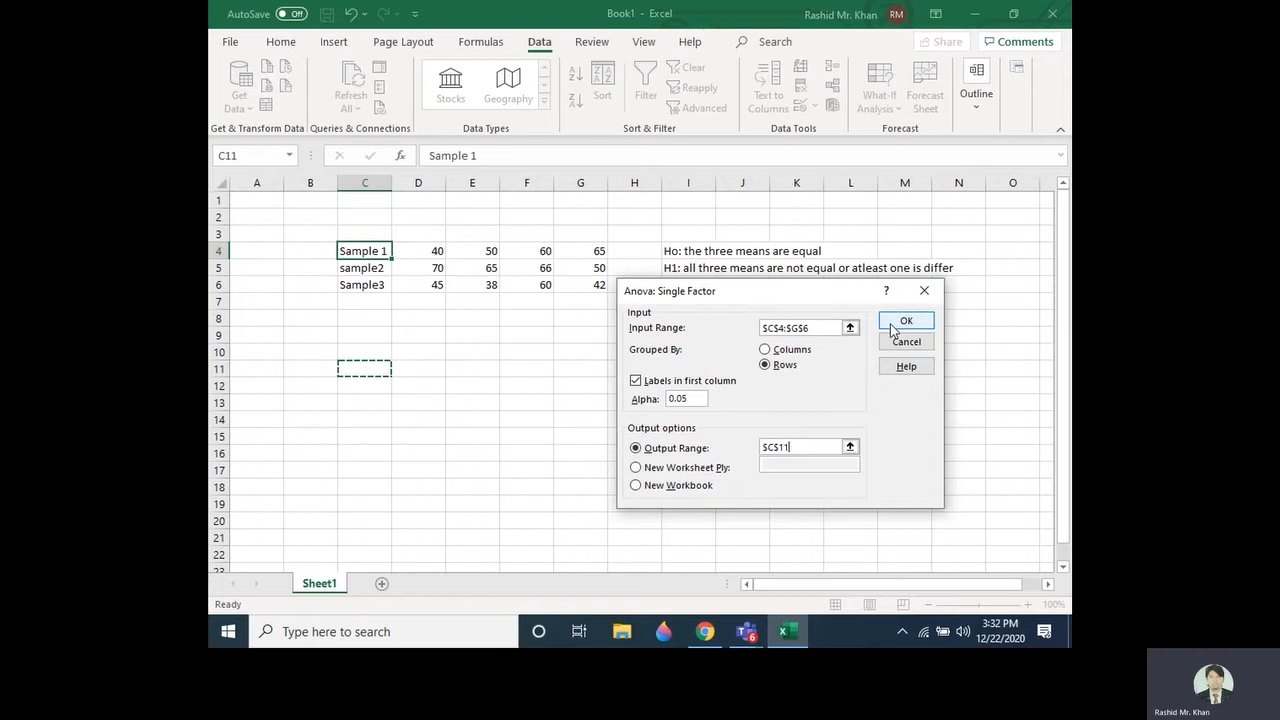 AutoSave Off Book1 - Excel Rashid Mr. Khan RM
File Home Insert Page Layout Formulas Data Review View Help Search Share Comments
Get Data Refresh All Stocks Geography Sort Filter Clear Reapply Advanced Text to Columns What-If Analysis Forecast Sheet Outline
Get & Transform Data Queries & Connections Data Types Sort & Filter Data Tools Forecast
C11 fx Sample 1
A B C D E F G H I J K L M N O
1
2
3
4 Sample 1 40 50 60 65 Ho: the three means are equal
5 sample2 70 65 66 50 H1: all three means are not equal or atleast one is differ
6 Sample3 45 38 60 42
7
8
9
10
11
12
13
14
15
16
17
18
19
20
21
22
23
Anova: Single Factor ?
Input
Input Range: $C$4:$G$6 OK
Grouped By: Columns Cancel
Rows Help
Labels in first column
Alpha: 0.05
Output options
Output Range: $C$11
New Worksheet Ply:
New Workbook
Sheet1
Ready 100%
Type here to search 6 3:32 PM
12/22/2020
Rashid Mr. Khan